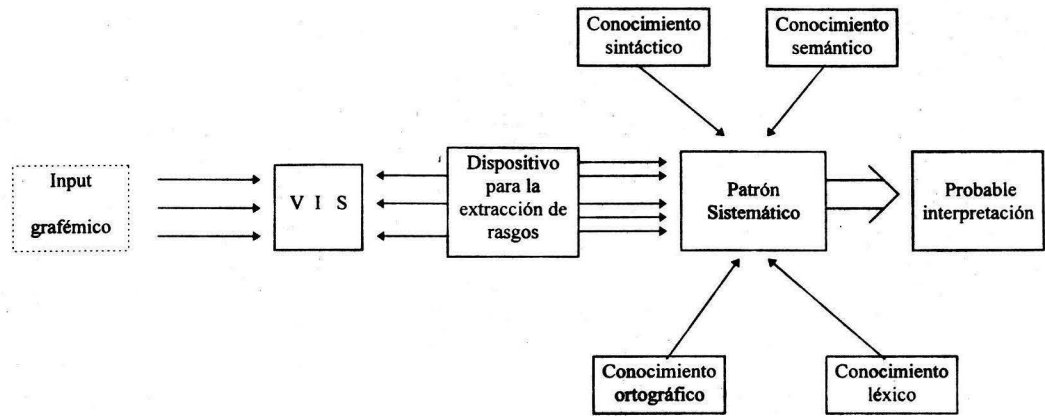 Conocimiento
sintáctico
Conocimiento
semántico
Input
grafémico
V I S
Dispositivo
para la
extracción de
rasgos
Patrón
Sistemático
Probable
interpretación
Conocimiento
ortográfico
Conocimiento
léxico